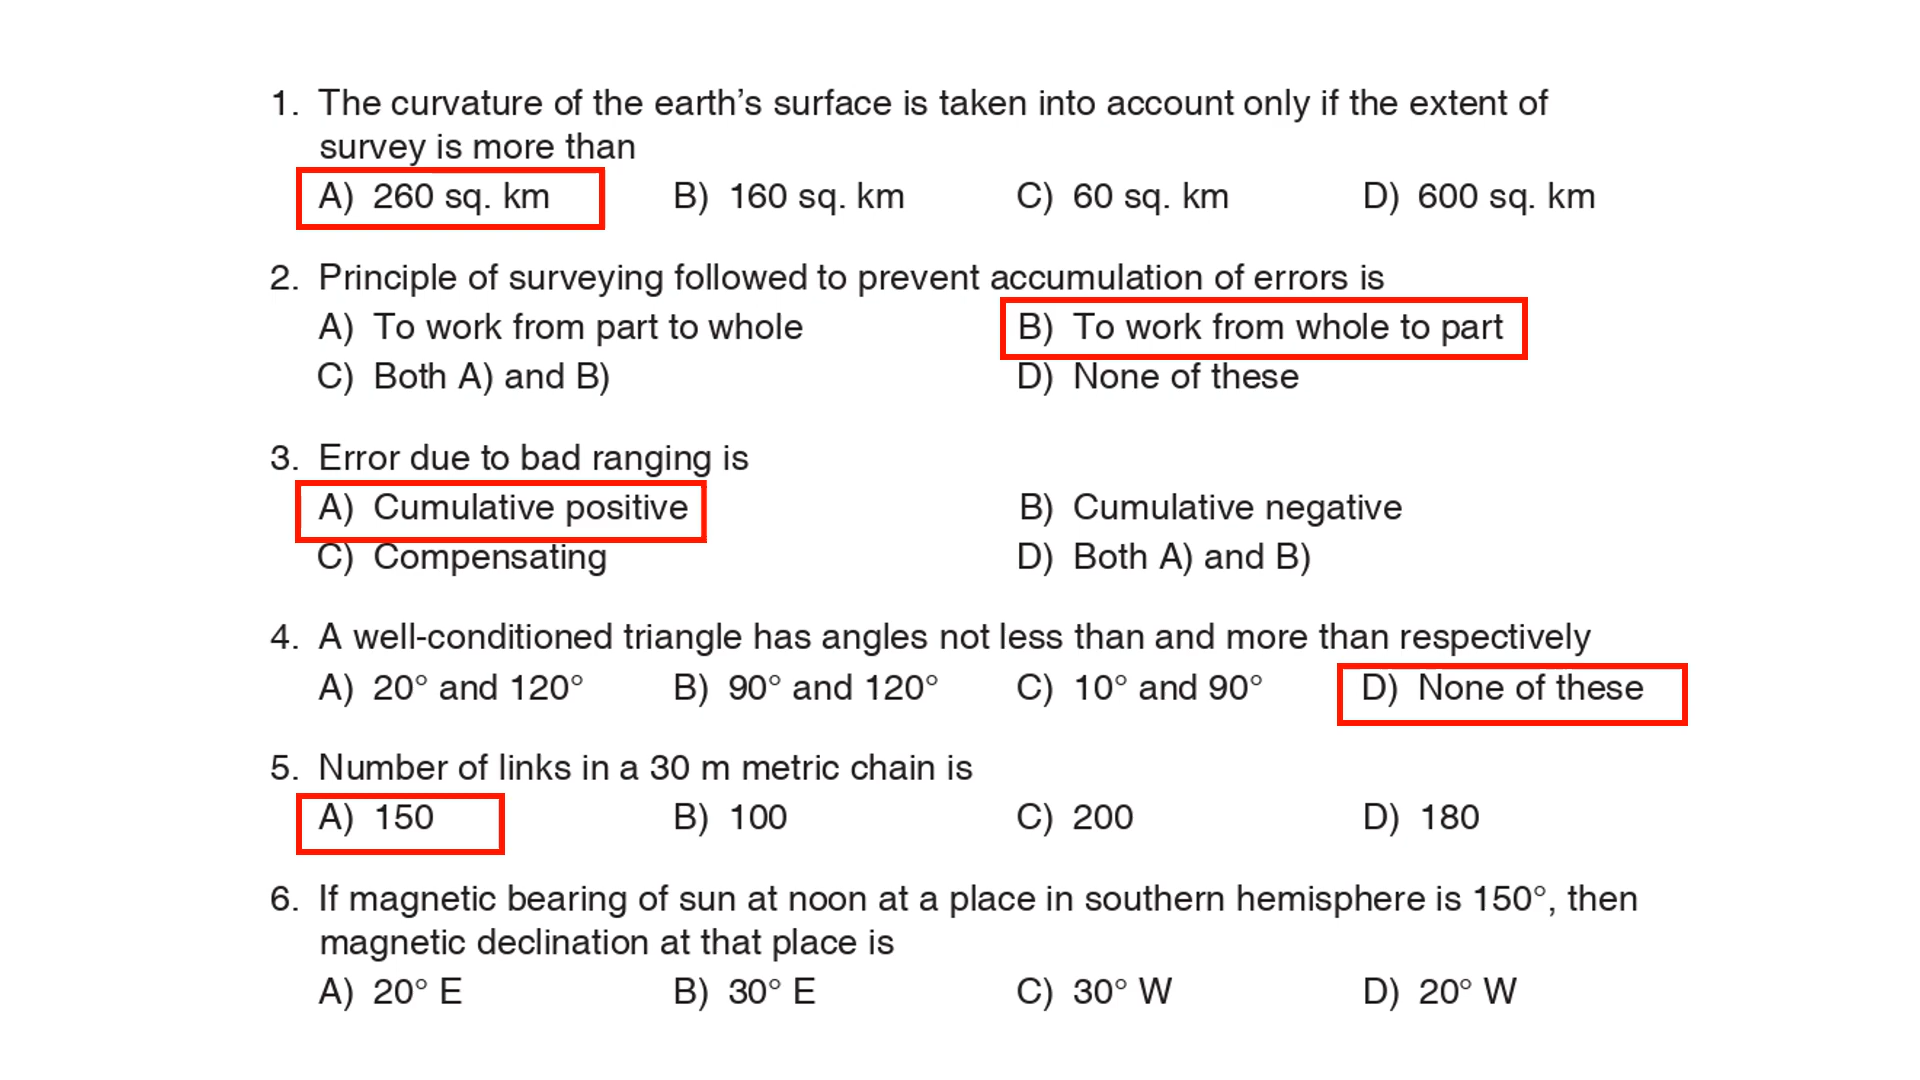 1. The curvature of the earth’s surface is taken into account only if the extent of
survey is more than
A) 260 sq. km B) 160 sq. km C) 60 sq. km D) 600 sq. km
2. Principle of surveying followed to prevent accumulation of errors is
A) To work from part to whole B) To work from whole to part
C) Both A) and B) D) None of these
3. Error due to bad ranging is
A) Cumulative positive B) Cumulative negative
C) Compensating D) Both A) and B)
4. A well-conditioned triangle has angles not less than and more than respectively
A) 20° and 120° B) 90° and 120° C) 10° and 90° D) None of these
5. Number of links in a 30 m metric chain is
A) 150 B) 100 C) 200 D) 180
6. If magnetic bearing of sun at noon at a place in southern hemisphere is 150°, then
magnetic declination at that place is
A) 20° E B) 30° E C) 30° W D) 20° W